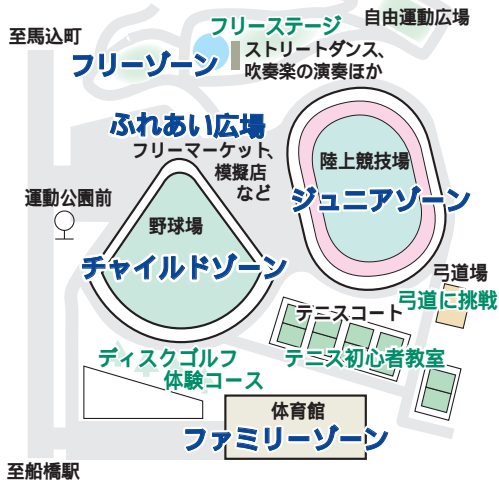 自由運動広場
フリーステージ
至馬込町
ストリートダンス、
吹奏楽の演奏ほか
フリーゾーン
ふれあい広場
フリーマーケット、
模擬店
など
陸上競技場
ジュニアゾーン
運動公園前
野球場
チャイルドゾーン
弓道場
弓道に挑戦
テニスコート
ディスクゴルフ
体験コース
テニス初心者教室
体育館
ファミリーゾーン
至船橋駅